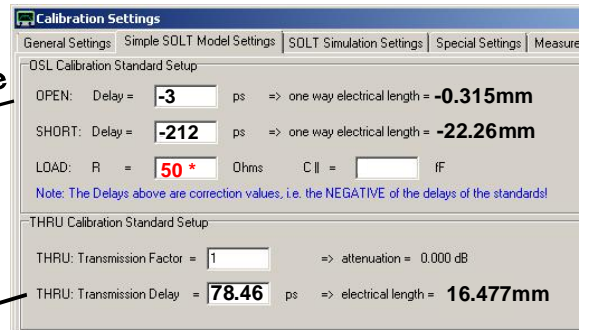 Calibration Settings
General Settings Simple SOLT Model Settings SOLT Simulation Settings Special Settings Measure
OSL Calibration Standard Setup
e
OPEN: Delay = -3 ps => one way electrical length = -0.315mm
SHORT: Delay = -212 ps => one way electrical length = -22.26mm
LOAD: R = 50 * Ohms C || = fF
Note: The Delays above are correction values, i.e. the NEGATIVE of the delays of the standards!
THRU Calibration Standard Setup
THRU: Transmission Factor = 1 => attenuation = 0.000 dB
THRU: Transmission Delay = 78.46 ps => electrical length = 16.477mm